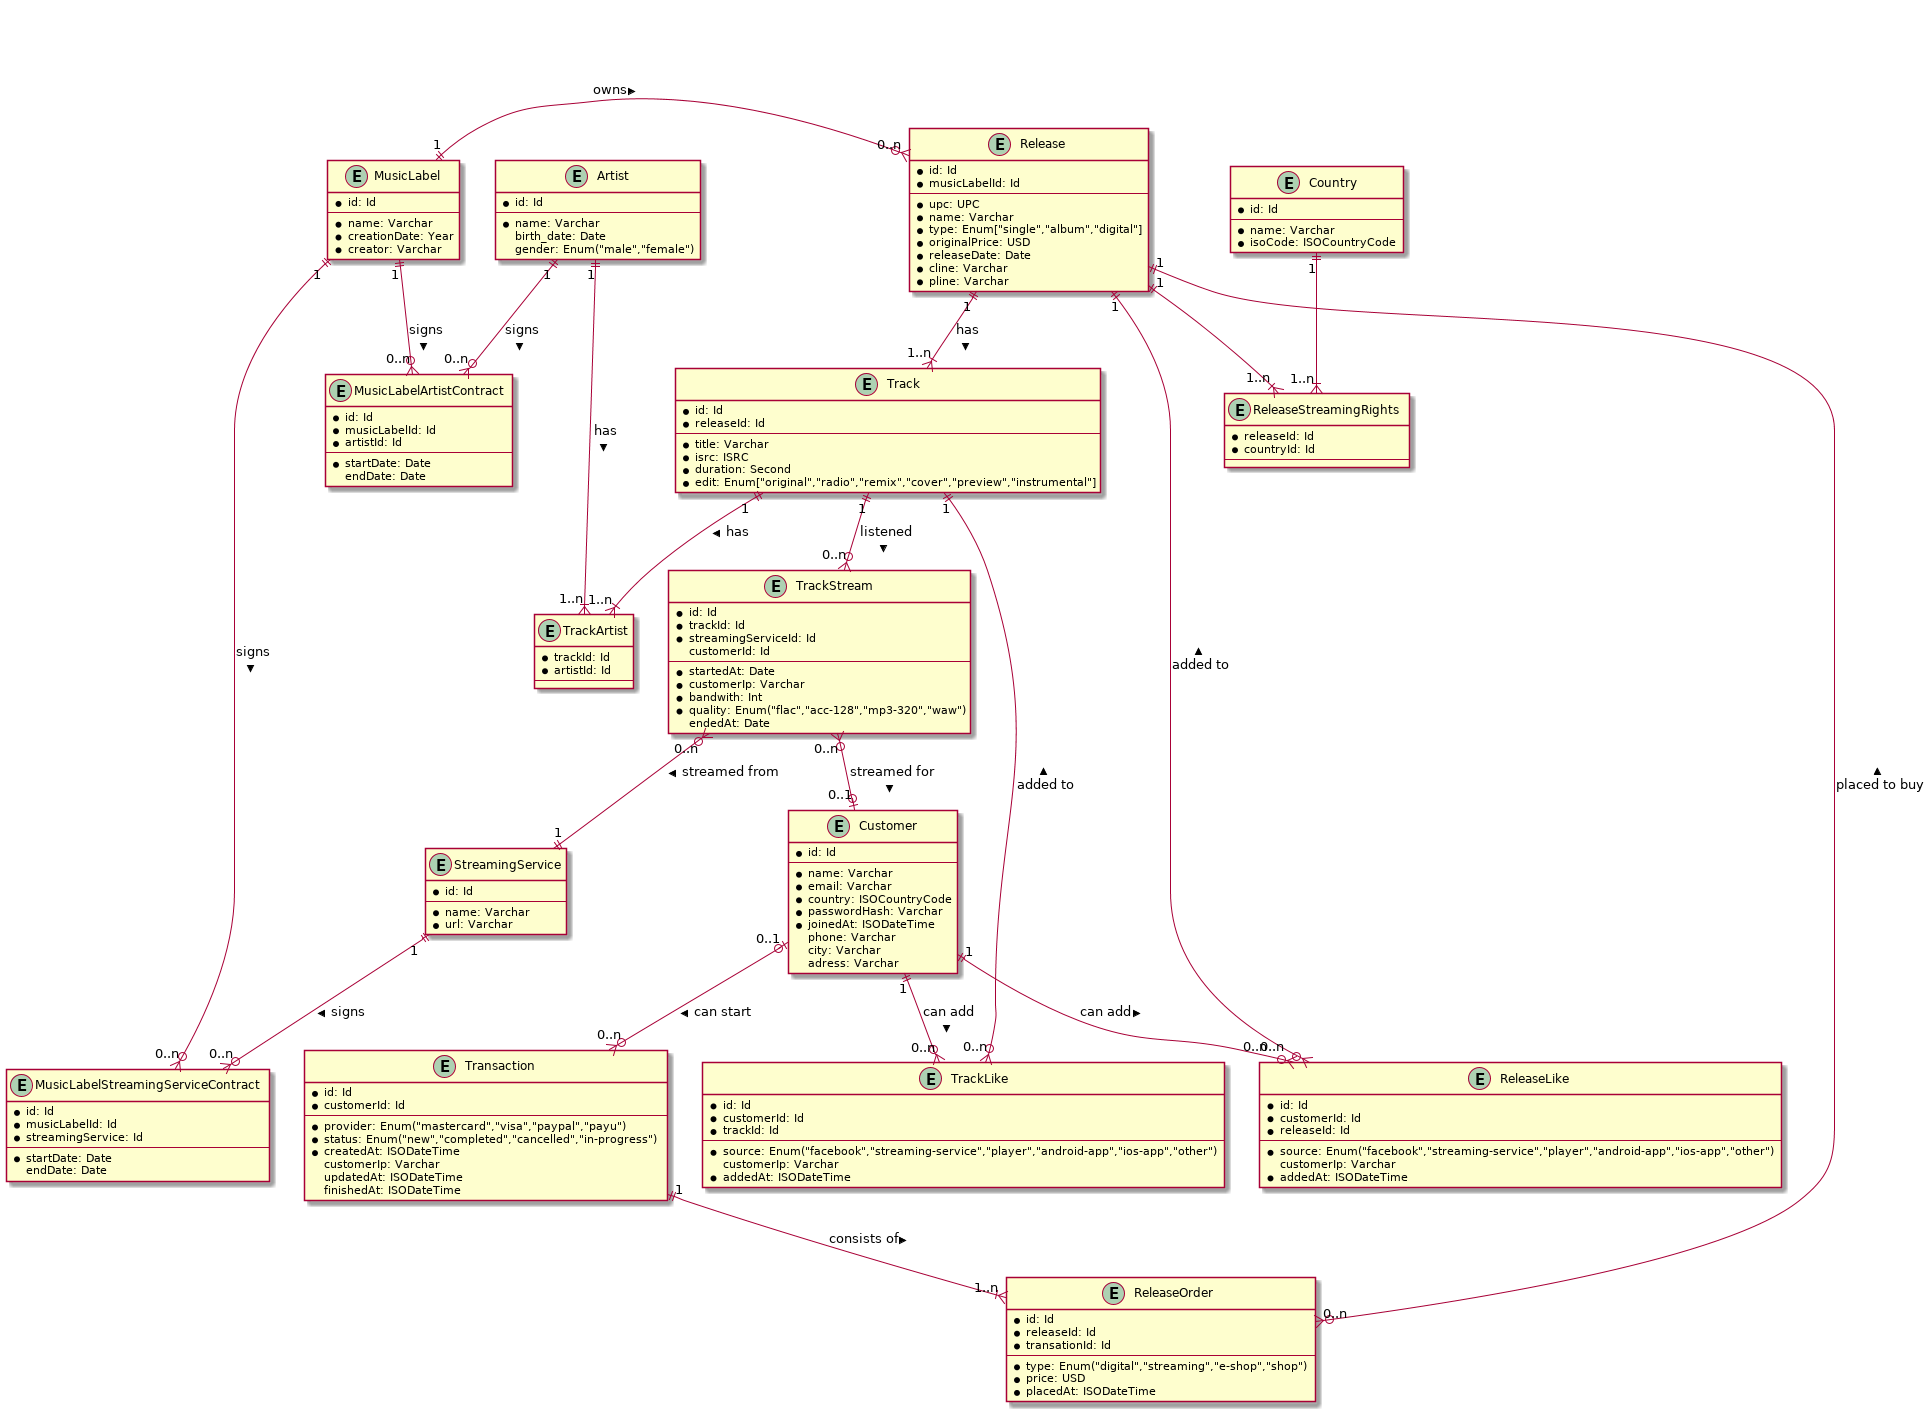 owns►
1
0..n
E Release
id: Id
musicLabelId: Id
upc: UPC
name: Varchar
type: Enum["single","album","digital"]
originalPrice: USD
releaseDate: Date
cline: Varchar
pline: Varchar
E MusicLabel
id: Id
name: Varchar
creationDate: Year
creator: Varchar
E Artist
id: Id
name: Varchar
birth_date: Date
gender: Enum("male","female")
E Country
id: Id
name: Varchar
isoCode: ISOCountryCode
1
1
1
1
1
1
1
1
1
signs
▼
signs
▼
has
▼
0..n
0..n
1..n
1..n
1..n
E MusicLabelArtistContract
id: Id
musicLabelId: Id
artistId: Id
startDate: Date
endDate: Date
E Track
id: Id
releaseId: Id
title: Varchar
isrc: ISRC
duration: Second
edit: Enum["original","radio","remix","cover","preview","instrumental"]
E ReleaseStreamingRights
releaseId: Id
countryId: Id
has
▼
1
1
1
◄ has
listened
▼
0..n
1..n
1..n
E TrackStream
id: Id
trackId: Id
streamingServiceId: Id
customerId: Id
startedAt: Date
customerIp: Varchar
bandwith: Int
quality: Enum("flac","acc-128","mp3-320","waw")
endedAt: Date
E TrackArtist
trackId: Id
artistId: Id
signs
▼
▲
added to
0..n
0..n
◄ streamed from
streamed for
▼
▲
added to
▲
placed to buy
0..1
1
E Customer
id: Id
name: Varchar
email: Varchar
country: ISOCountryCode
passwordHash: Varchar
joinedAt: ISODateTime
phone: Varchar
city: Varchar
adress: Varchar
E StreamingService
id: Id
name: Varchar
url: Varchar
1
0..1
1
1
◄ signs
◄ can start
can add
▼
can add►
0..n
0..n
0..n
0..n
0..n
0..n
0..n
E MusicLabelStreamingServiceContract
id: Id
musicLabelId: Id
streamingService: Id
startDate: Date
endDate: Date
E Transaction
id: Id
customerId: Id
provider: Enum("mastercard","visa","paypal","payu")
status: Enum("new","completed","cancelled","in-progress")
createdAt: ISODateTime
customerIp: Varchar
updatedAt: ISODateTime
finishedAt: ISODateTime
E TrackLike
id: Id
customerId: Id
trackId: Id
source: Enum("facebook","streaming-service","player","android-app","ios-app","other")
customerIp: Varchar
addedAt: ISODateTime
E ReleaseLike
id: Id
customerId: Id
releaseId: Id
source: Enum("facebook","streaming-service","player","android-app","ios-app","other")
customerIp: Varchar
addedAt: ISODateTime
1
consists of►
1..n
0..n
E ReleaseOrder
id: Id
releaseId: Id
transationId: Id
type: Enum("digital","streaming","e-shop","shop")
price: USD
placedAt: ISODateTime